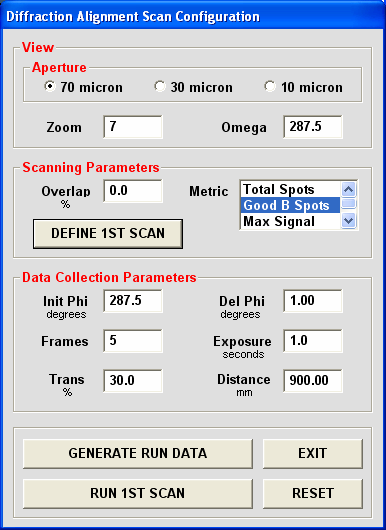 Diffraction Alignment Scan Configuration
View
Aperture
70 micron 30 micron 10 micron
Zoom 7 Omega 287.5
Scanning Parameters
Overlap 0.0 Metric Total Spots
% Good B Spots
DEFINE 1ST SCAN Max Signal
Data Collection Parameters
Init Phi 287.5 Del Phi 1.00
degrees degrees
Frames 5 Exposure 1.0
seconds
Trans 30.0 Distance 900.00
% mm
GENERATE RUN DATA EXIT
RUN 1ST SCAN RESET